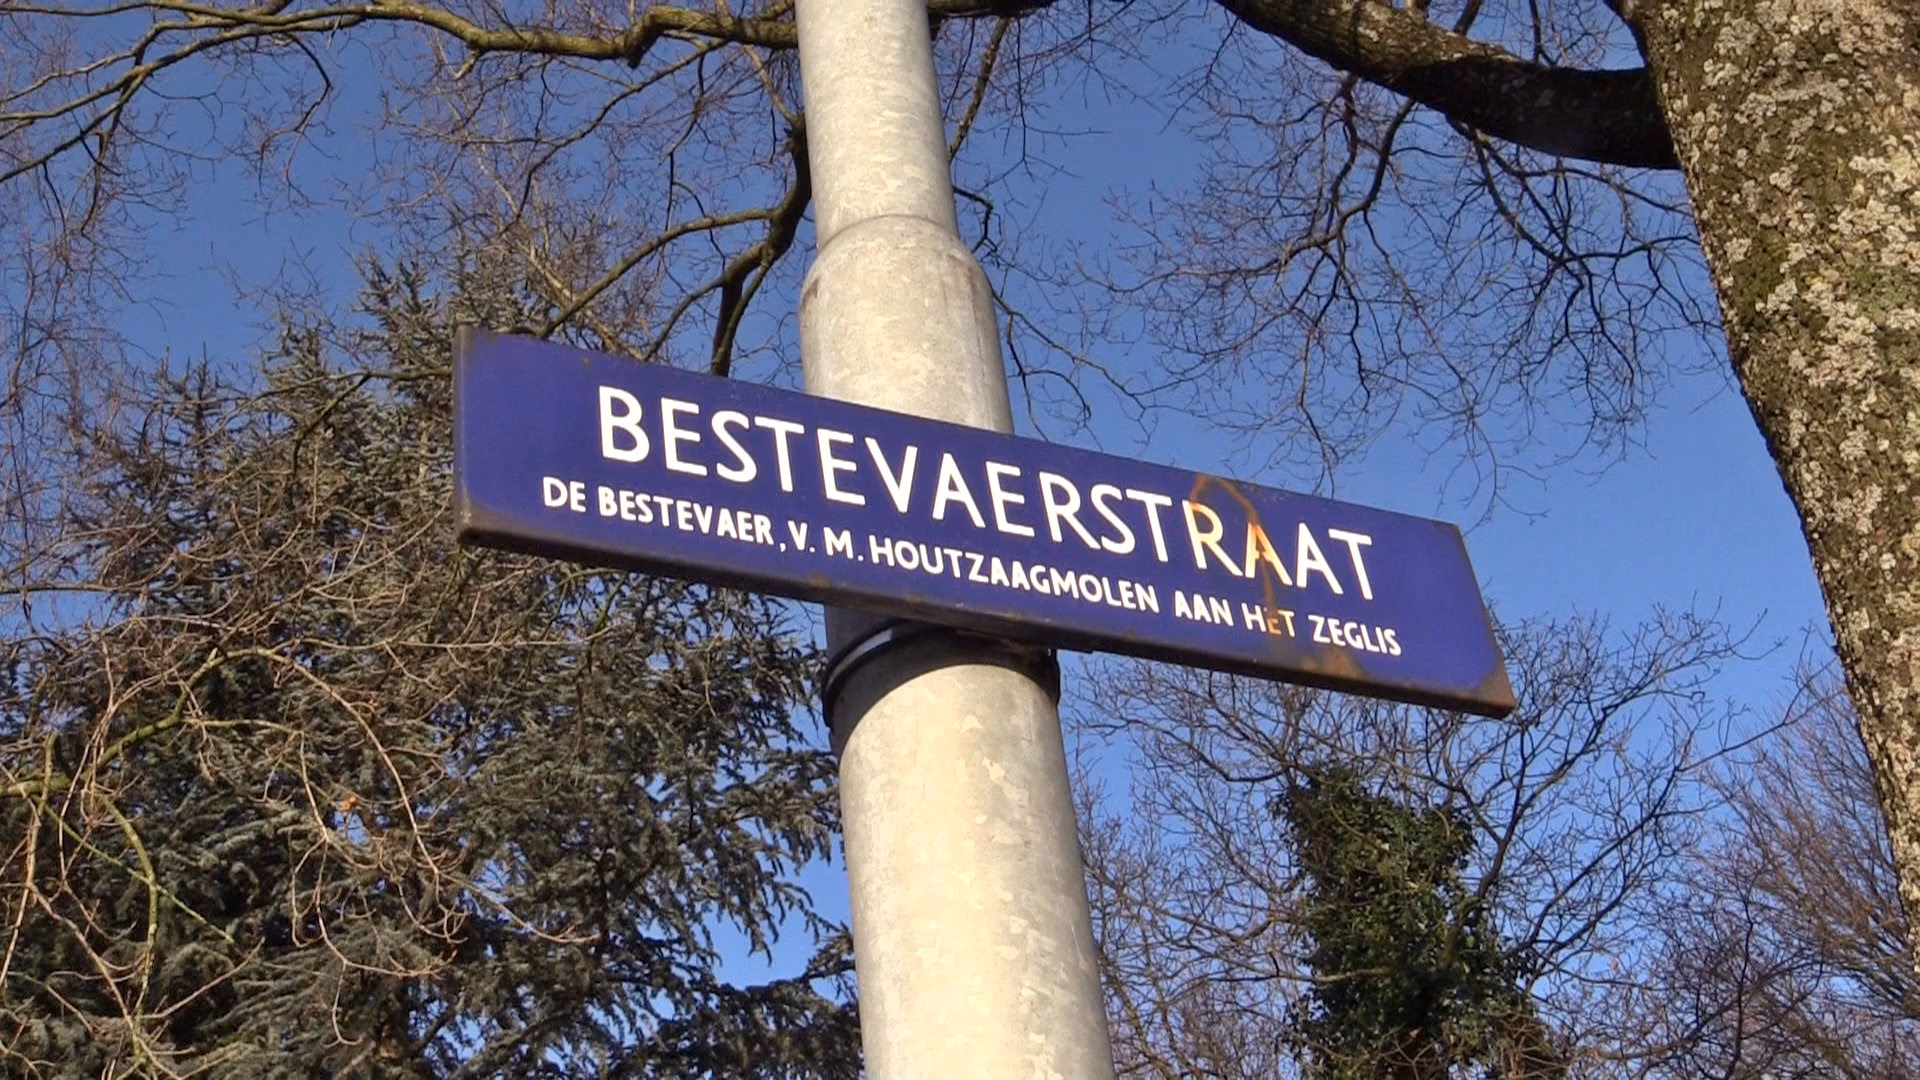 BESTEVAERSTRAAT
DE BESTEVAER, V. M. HOUTZAAGMOLEN AAN HET ZEGLIS